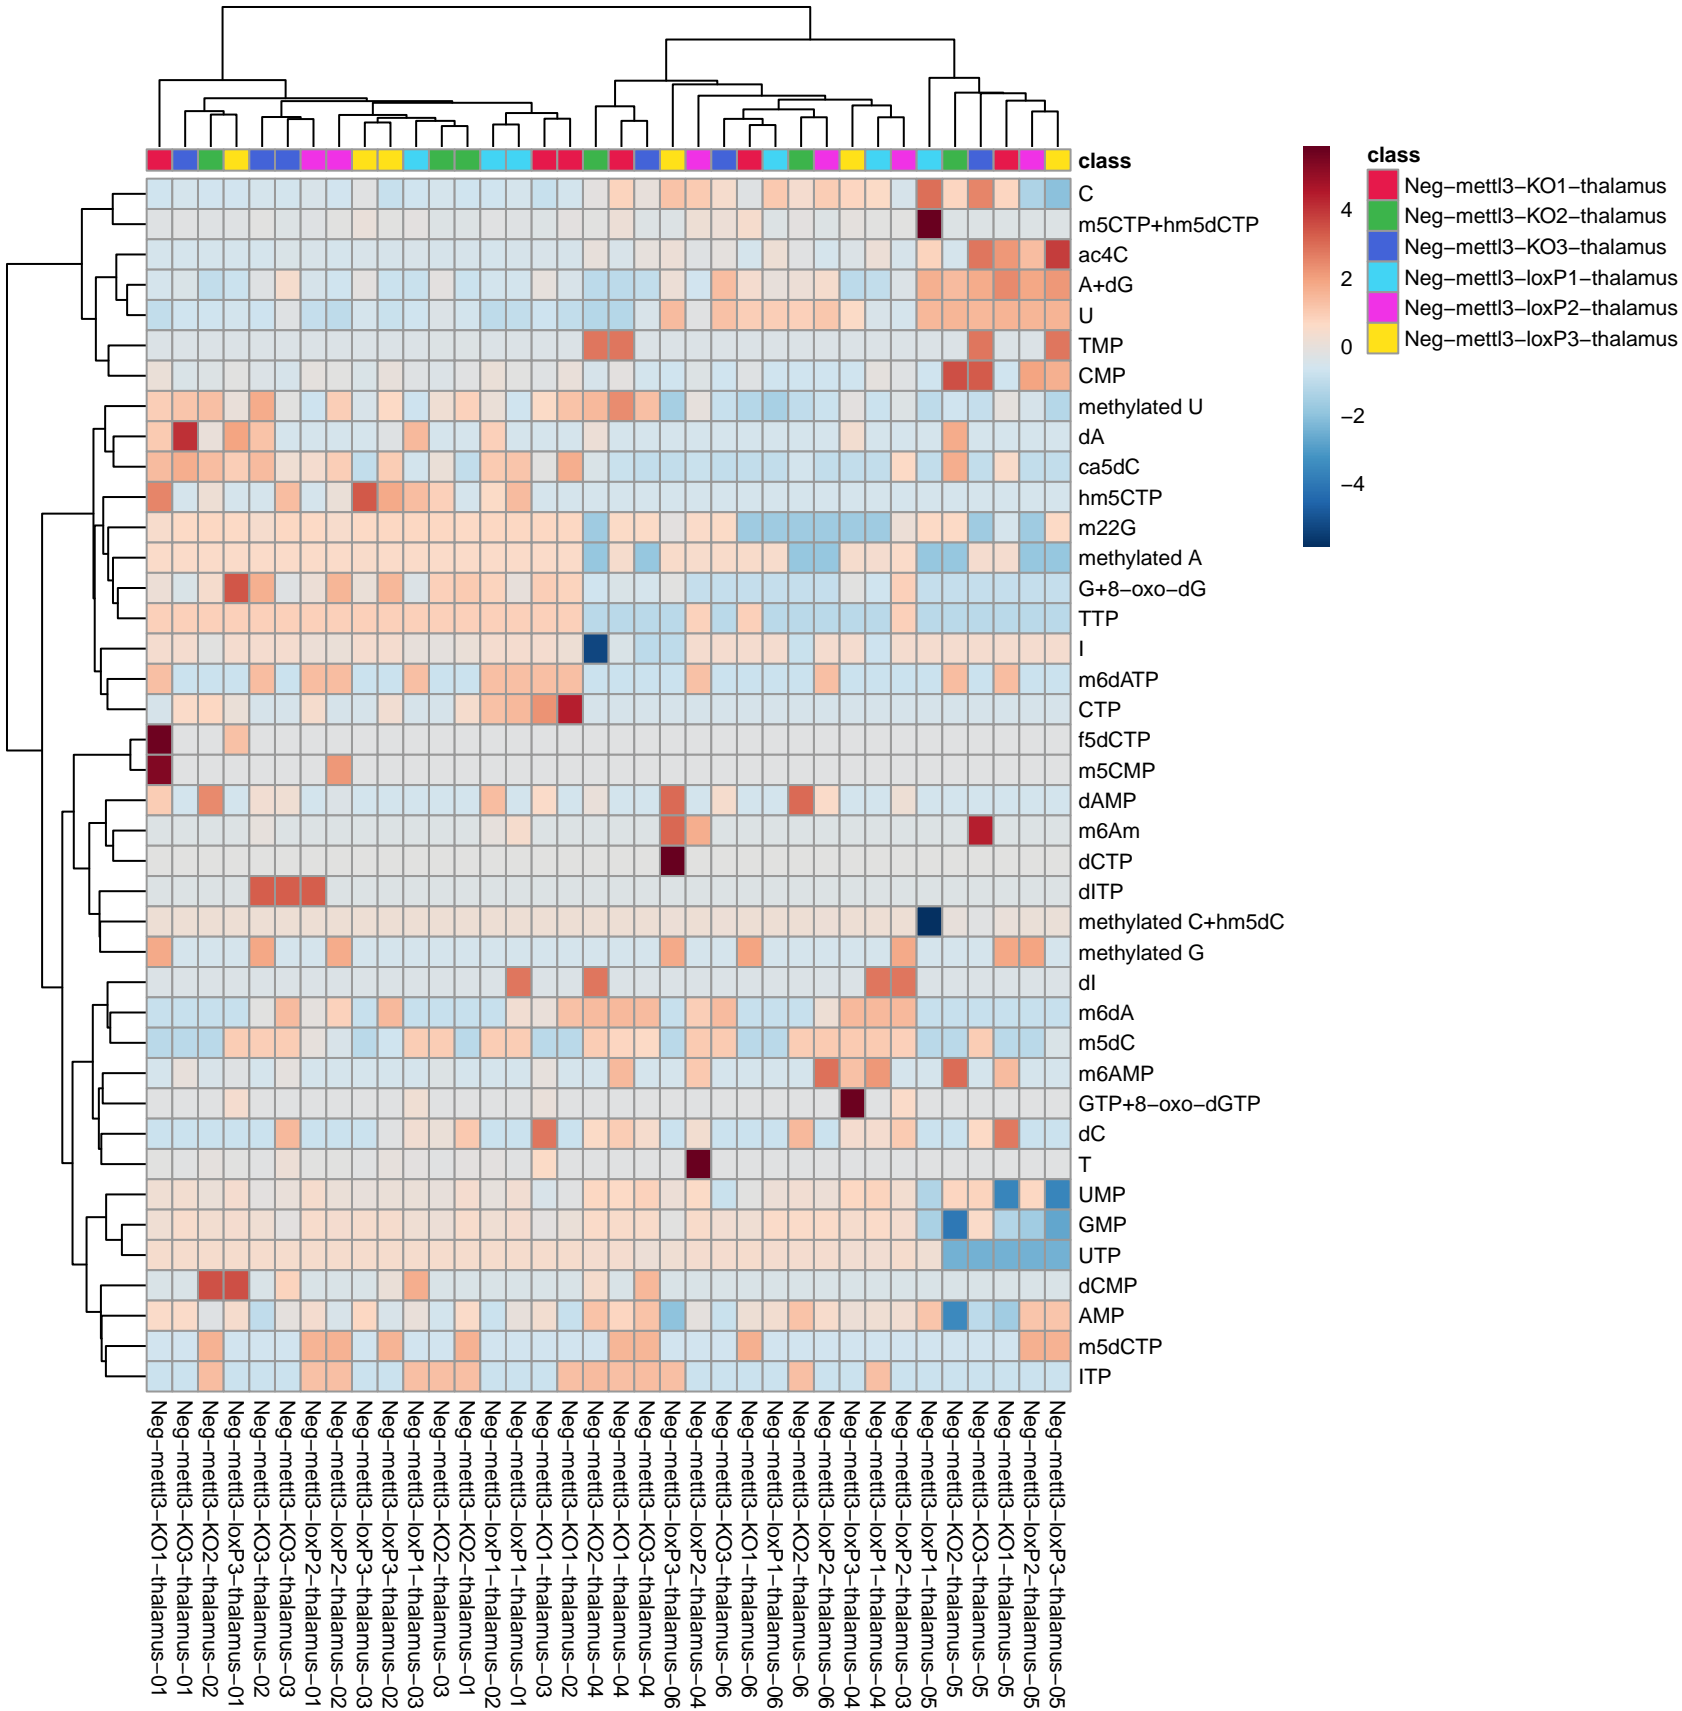 class
C
m5CTP+hm5dCTP
ac4C
A+dG
U
TMP
CMP
methylated U
dA
ca5dC
hm5CTP
m22G
methylated A
G+8−oxo−dG
TTP
I
m6dATP
CTP
f5dCTP
m5CMP
dAMP
m6Am
dCTP
dITP
methylated C+hm5dC
methylated G
dI
m6dA
m5dC
m6AMP
GTP+8−oxo−dGTP
dC
T
UMP
GMP
UTP
dCMP
AMP
m5dCTP
ITP
4
2
0
−2
−4
class
Neg−mettl3−KO1−thalamus
Neg−mettl3−KO2−thalamus
Neg−mettl3−KO3−thalamus
Neg−mettl3−loxP1−thalamus
Neg−mettl3−loxP2−thalamus
Neg−mettl3−loxP3−thalamus
Neg−mettl3−KO1−thalamus−01
Neg−mettl3−KO3−thalamus−01
Neg−mettl3−KO2−thalamus−02
Neg−mettl3−loxP3−thalamus−01
Neg−mettl3−KO3−thalamus−02
Neg−mettl3−KO3−thalamus−03
Neg−mettl3−loxP2−thalamus−01
Neg−mettl3−loxP2−thalamus−02
Neg−mettl3−loxP3−thalamus−03
Neg−mettl3−loxP3−thalamus−02
Neg−mettl3−loxP1−thalamus−03
Neg−mettl3−KO2−thalamus−03
Neg−mettl3−KO2−thalamus−01
Neg−mettl3−loxP1−thalamus−02
Neg−mettl3−loxP1−thalamus−01
Neg−mettl3−KO1−thalamus−03
Neg−mettl3−KO1−thalamus−02
Neg−mettl3−KO2−thalamus−04
Neg−mettl3−KO1−thalamus−04
Neg−mettl3−KO3−thalamus−04
Neg−mettl3−loxP3−thalamus−06
Neg−mettl3−loxP2−thalamus−04
Neg−mettl3−KO3−thalamus−06
Neg−mettl3−KO1−thalamus−06
Neg−mettl3−loxP1−thalamus−06
Neg−mettl3−KO2−thalamus−06
Neg−mettl3−loxP2−thalamus−06
Neg−mettl3−loxP3−thalamus−04
Neg−mettl3−loxP1−thalamus−04
Neg−mettl3−loxP2−thalamus−03
Neg−mettl3−loxP1−thalamus−05
Neg−mettl3−KO2−thalamus−05
Neg−mettl3−KO3−thalamus−05
Neg−mettl3−KO1−thalamus−05
Neg−mettl3−loxP2−thalamus−05
Neg−mettl3−loxP3−thalamus−05